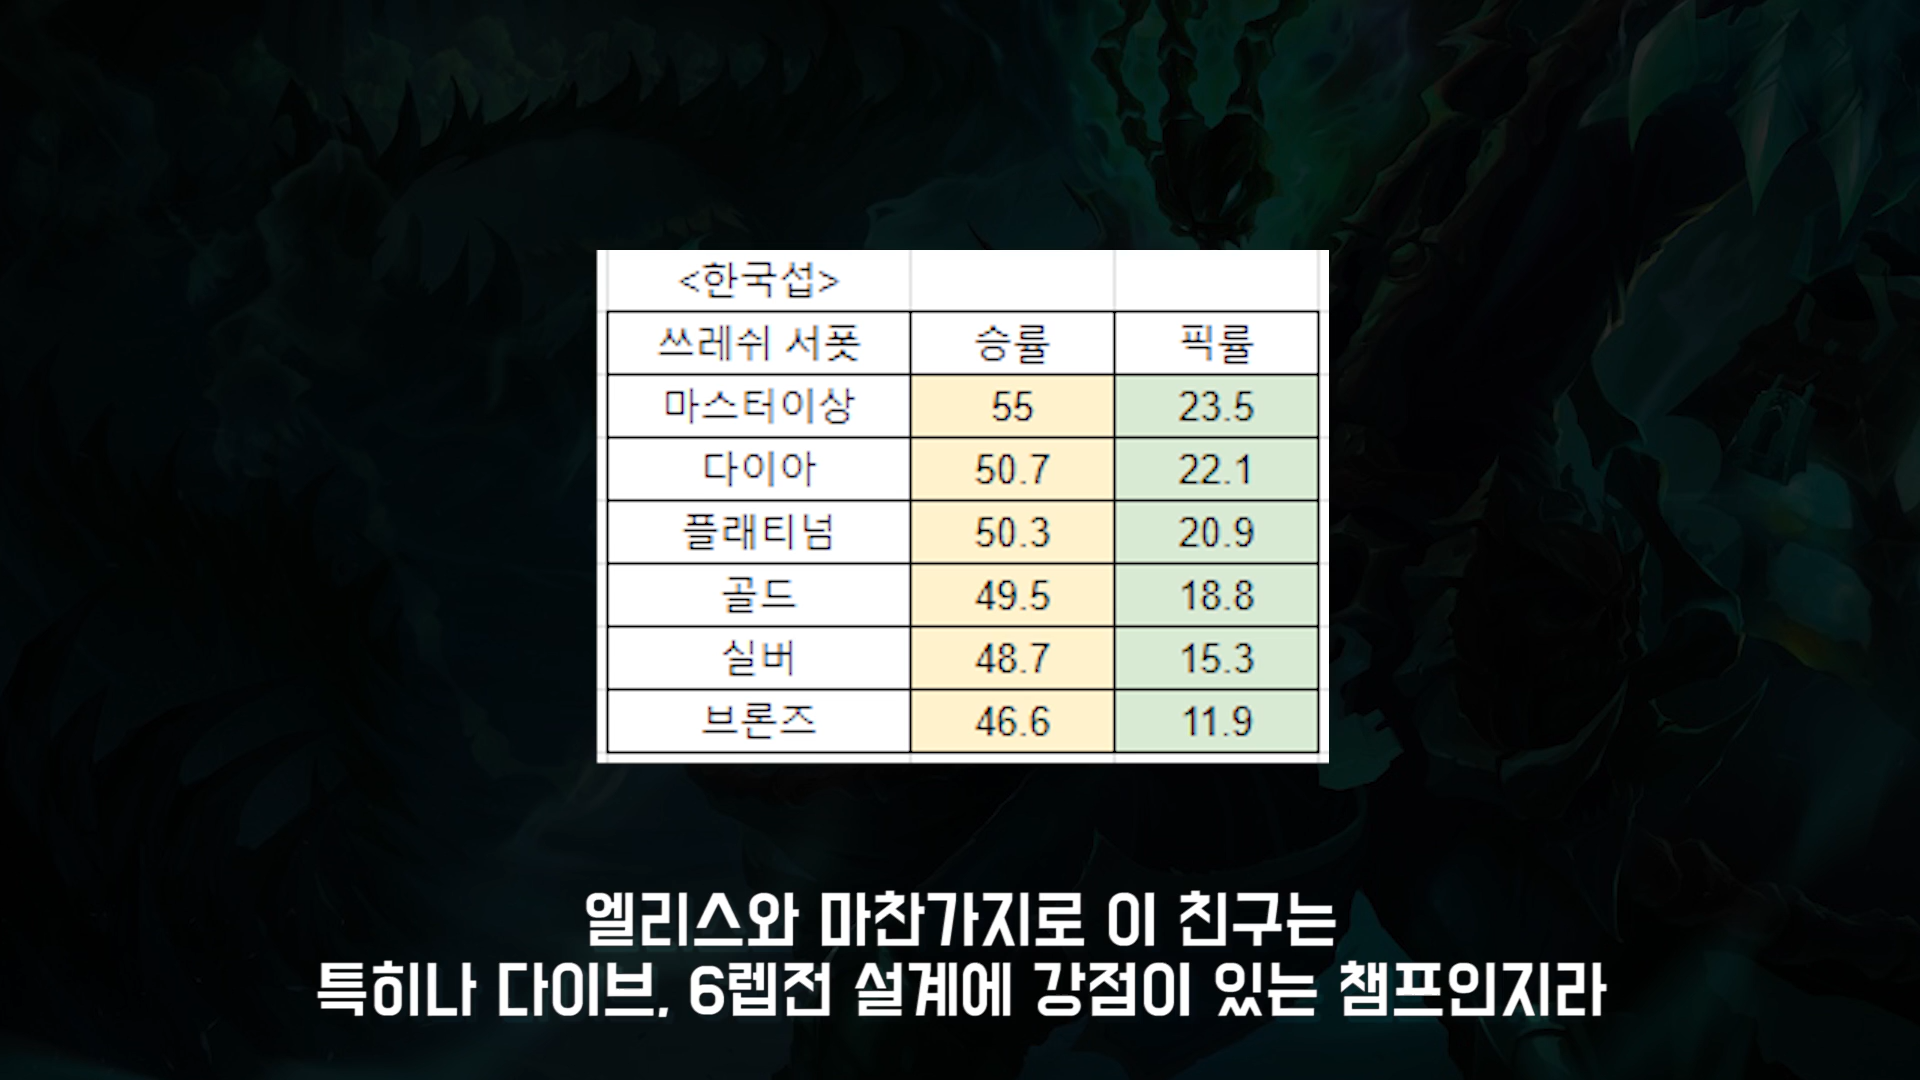 <한국섭>
쓰레쉬 서폿 승률 픽률
마스터이상 55 23.5
다이아 50.7 22.1
플래티넘 50.3 20.9
골드 49.5 18.8
실버 48.7 15.3
브론즈 46.6 11.9
엘리스와 마찬가지로 이 친구는
특히나 다이브, 6렙전 설계에 강점이 있는 챔프인지라